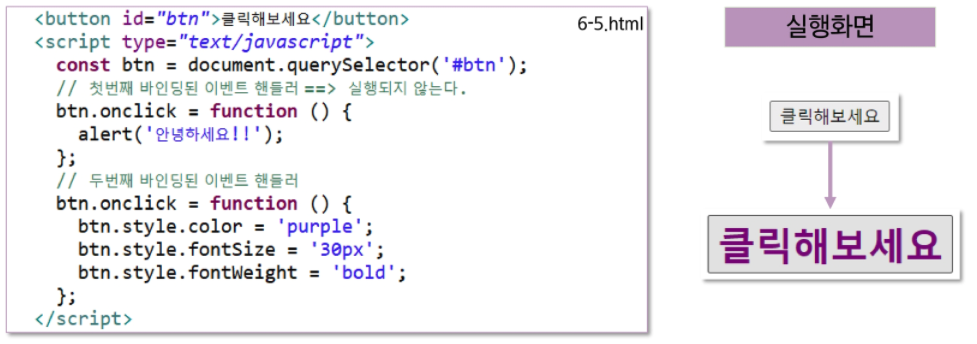 <button id="btn">클릭해보세요</button>
6-5.html
<script type="text/javascript">
const btn = document.querySelector('#btn');
// 첫번째 바인딩된 이벤트 핸들러 ==> 실행되지 않는다.
btn.onclick = function () {
alert('안녕하세요!!');
};
// 두번째 바인딩된 이벤트 핸들러
btn.onclick = function () {
btn.style.color = 'purple';
btn.style.fontSize = '30px';
btn.style.fontWeight = 'bold';
};
</script>
실행화면
클릭해보세요
클릭해보세요